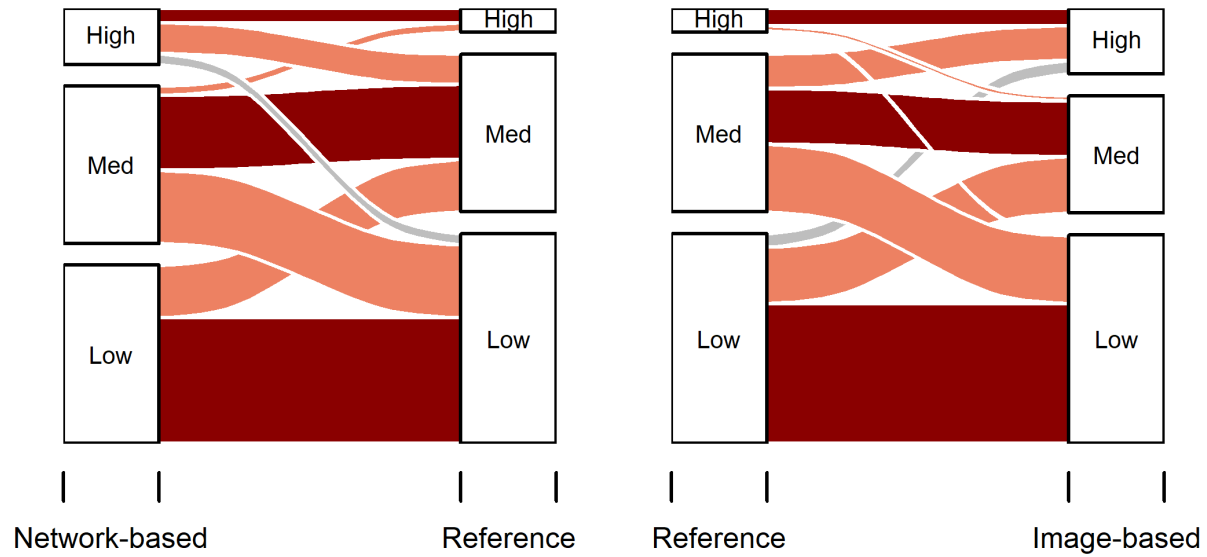 High
High
Med
Med
Low
Low
Network-based
Reference
High
High
Med
Med
Low
Low
Reference
Image-based